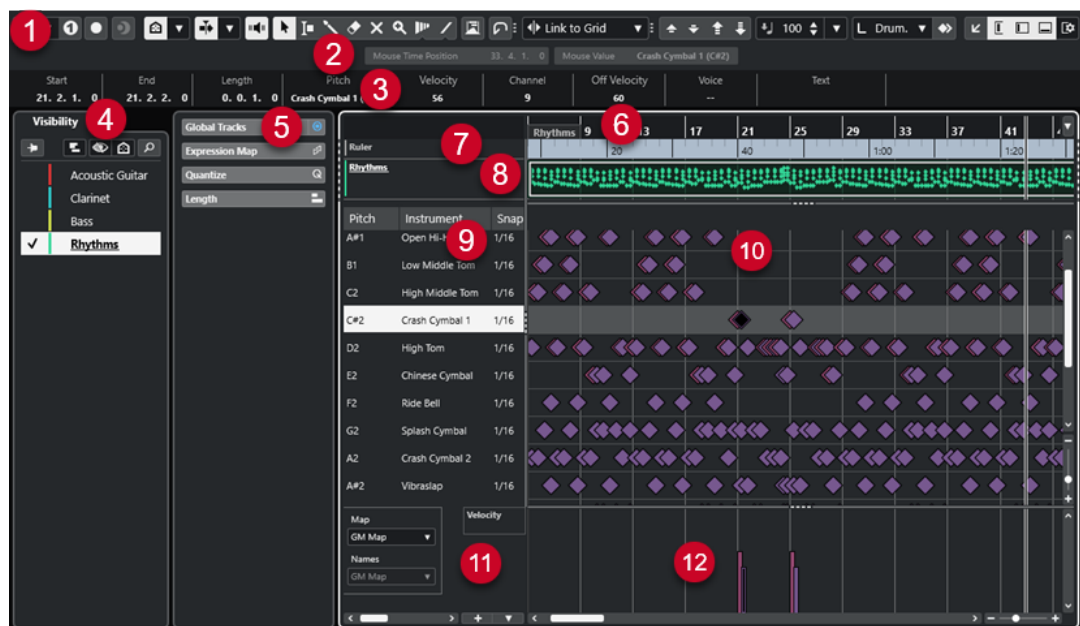 1
Link to Grid
100
L Drum.
2
Mouse Time Position 33. 4. 1. 0 Mouse Value Crash Cymbal 1 (C#2)
Start End Length Pitch Velocity Channel Off Velocity Voice Text
21. 2. 1. 0 21. 2. 2. 0 0. 0. 1. 0 Crash Cymbal 1 ( 56 9 60 --
3
Visibility
4
Acoustic Guitar
Clarinet
Bass
Rhythms
Global Tracks
5
Expression Map
Quantize
Length
6
Rhythms 9 13 17 21 25 29 33 37 41
Ruler
7
20 40 1:00 1:20
Rhythms
8
Pitch Instrument Snap
9
10
A#1 Open Hi-H 1/16
B1 Low Middle Tom 1/16
C2 High Middle Tom 1/16
C#2 Crash Cymbal 1 1/16
D2 High Tom 1/16
E2 Chinese Cymbal 1/16
F2 Ride Bell 1/16
G2 Splash Cymbal 1/16
A2 Crash Cymbal 2 1/16
A#2 Vibraslap 1/16
Map
GM Map
Names
GM Map
Velocity
11
12